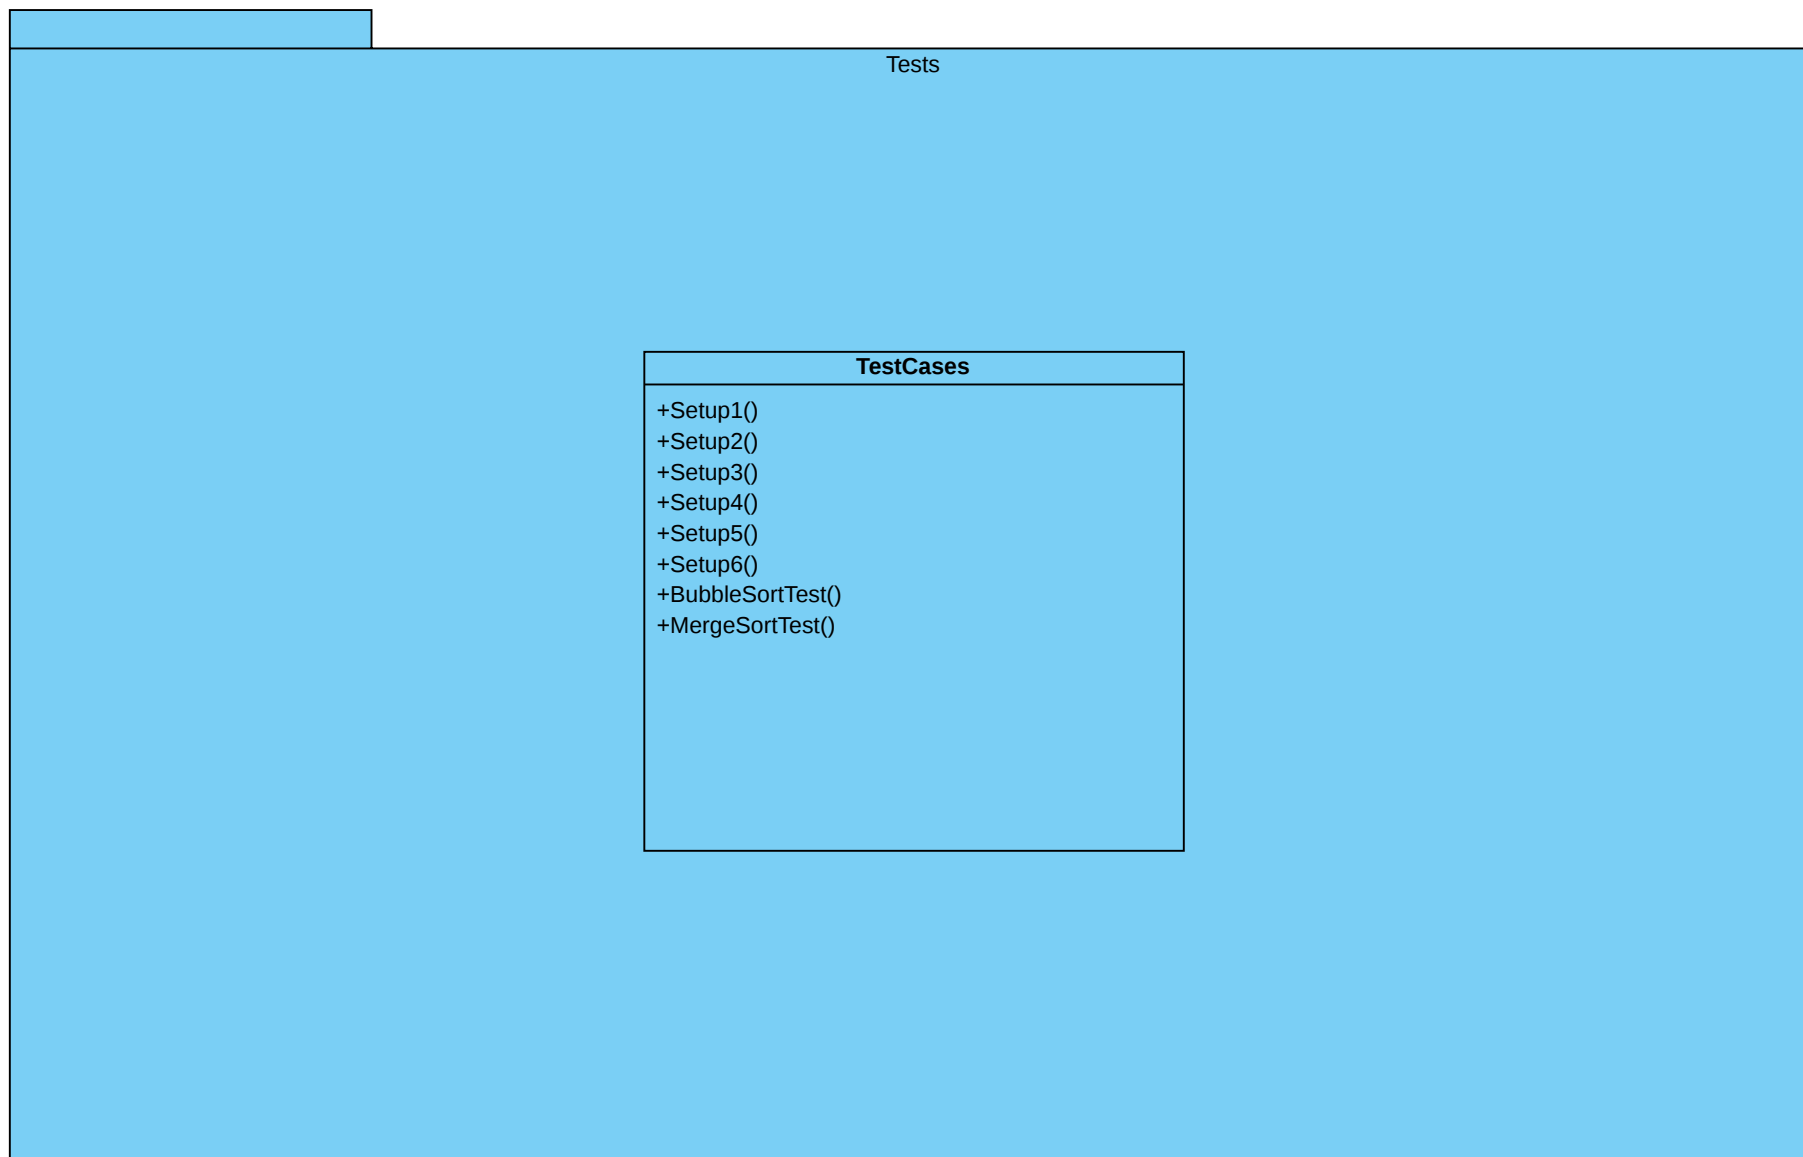 Tests
TestCases
+Setup1()
+Setup2()
+Setup3()
+Setup4()
+Setup5()
+Setup6()
+BubbleSortTest()
+MergeSortTest()